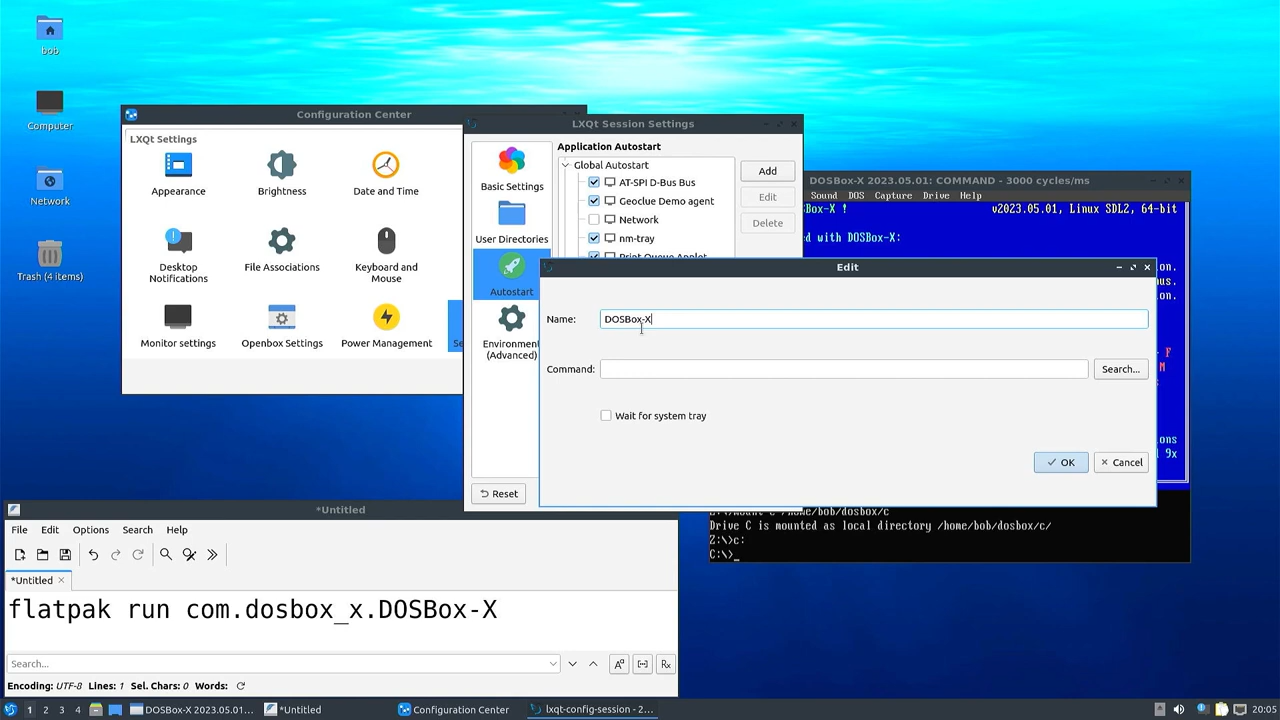 bob
Computer
Network
Trash (4 items)
Configuration Center
LXQt Settings
Appearance
Brightness
Date and Time
Desktop Notifications
File Associations
Keyboard and Mouse
Monitor settings
Openbox Settings
Power Management
LXQt Session Settings
Basic Settings
User Directories
Autostart
Environment (Advanced)
Reset
Application Autostart
Global Autostart
AT-SPI D-Bus Bus
Geoclue Demo agent
Network
nm-tray
Print Queue Applet
Add
Edit
Delete
DOSBox-X 2023.05.01: COMMAND - 3000 cycles/ms
Sound DOS Capture Drive Help
Box-X ! v2023.05.01, Linux SDL2, 64-bit
d with DOSBox-X:
Edit
Name: DOSBox-X
Command:
Search...
Wait for system tray
OK
Cancel
Drive C is mounted as local directory /home/bob/dosbox/c/
Z:\>c:
C:\>_
*Untitled
File Edit Options Search Help
*Untitled
flatpak run com.dosbox_x.DOSBox-X
Search...
Encoding: UTF-8 Lines: 1 Sel. Chars: 0 Words:
1 2 3 4 DOSBox-X 2023.05.01:... *Untitled Configuration Center lxqt-config-session - 2... 20:05